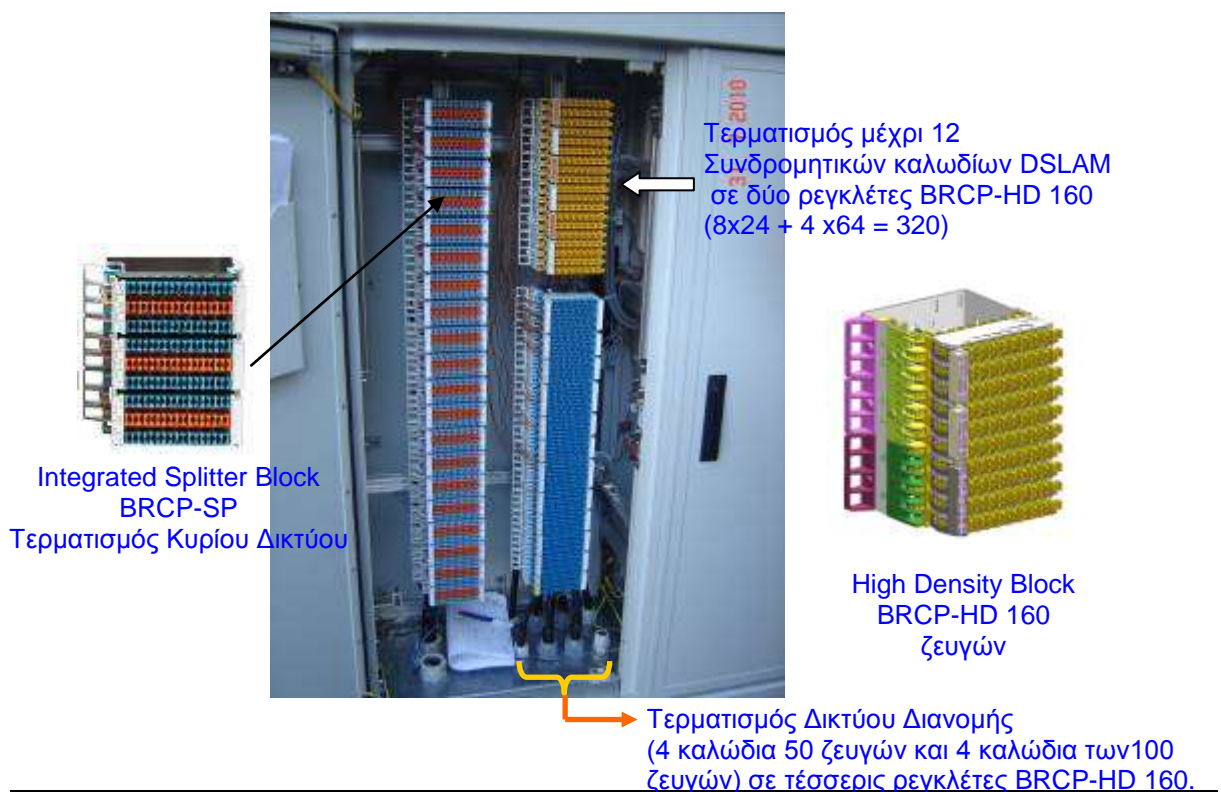 Τερματισμός μέχρι 12
Συνδρομητικών καλωδίων DSLAM
σε δύο ρεγκλέτες BRCP-HD 160
(8x24 + 4 x64 = 320)
Integrated Splitter Block
BRCP-SP
Τερματισμός Κυρίου Δικτύου
High Density Block
BRCP-HD 160
ζευγών
Τερματισμός Δικτύου Διανομής
(4 καλώδια 50 ζευγών και 4 καλώδια των100
ζευγών) σε τέσσερις ρεγκλέτες BRCP-HD 160.
2010